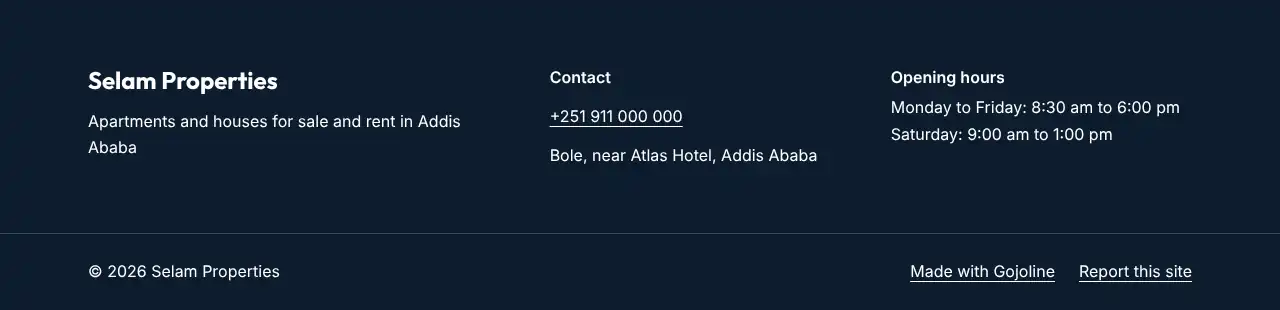 Selam Properties
Apartments and houses for sale and rent in Addis
Ababa
Contact
+251 911 000 000
Bole, near Atlas Hotel, Addis Ababa
Opening hours
Monday to Friday: 8:30 am to 6:00 pm
Saturday: 9:00 am to 1:00 pm
© 2026 Selam Properties
Made with Gojoline
Report this site